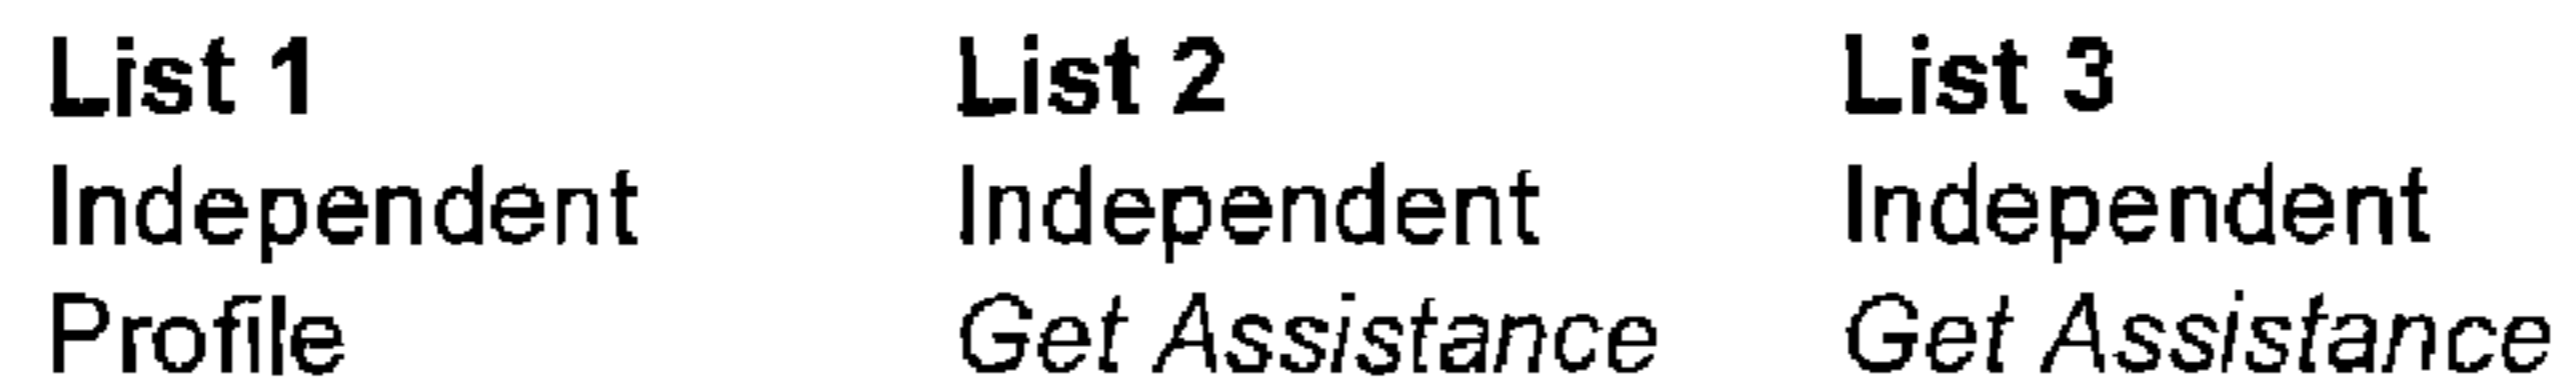 List 1 List 2 List 3
Independent Independent Independent
Profile Get Assistance Get Assistance